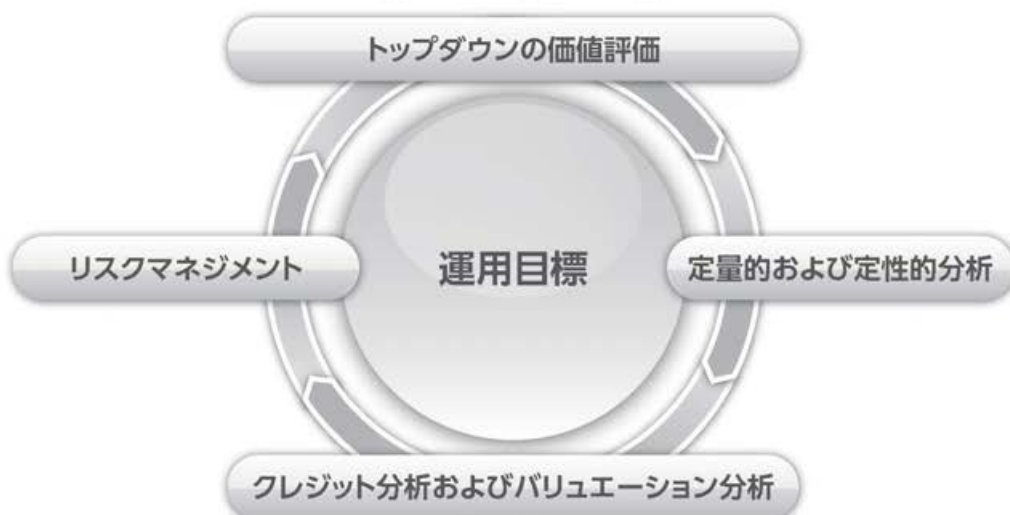 トップダウンの価値評価
リスクマネジメント
運用目標
定量的および定性的分析
クレジット分析およびバリュエーション分析